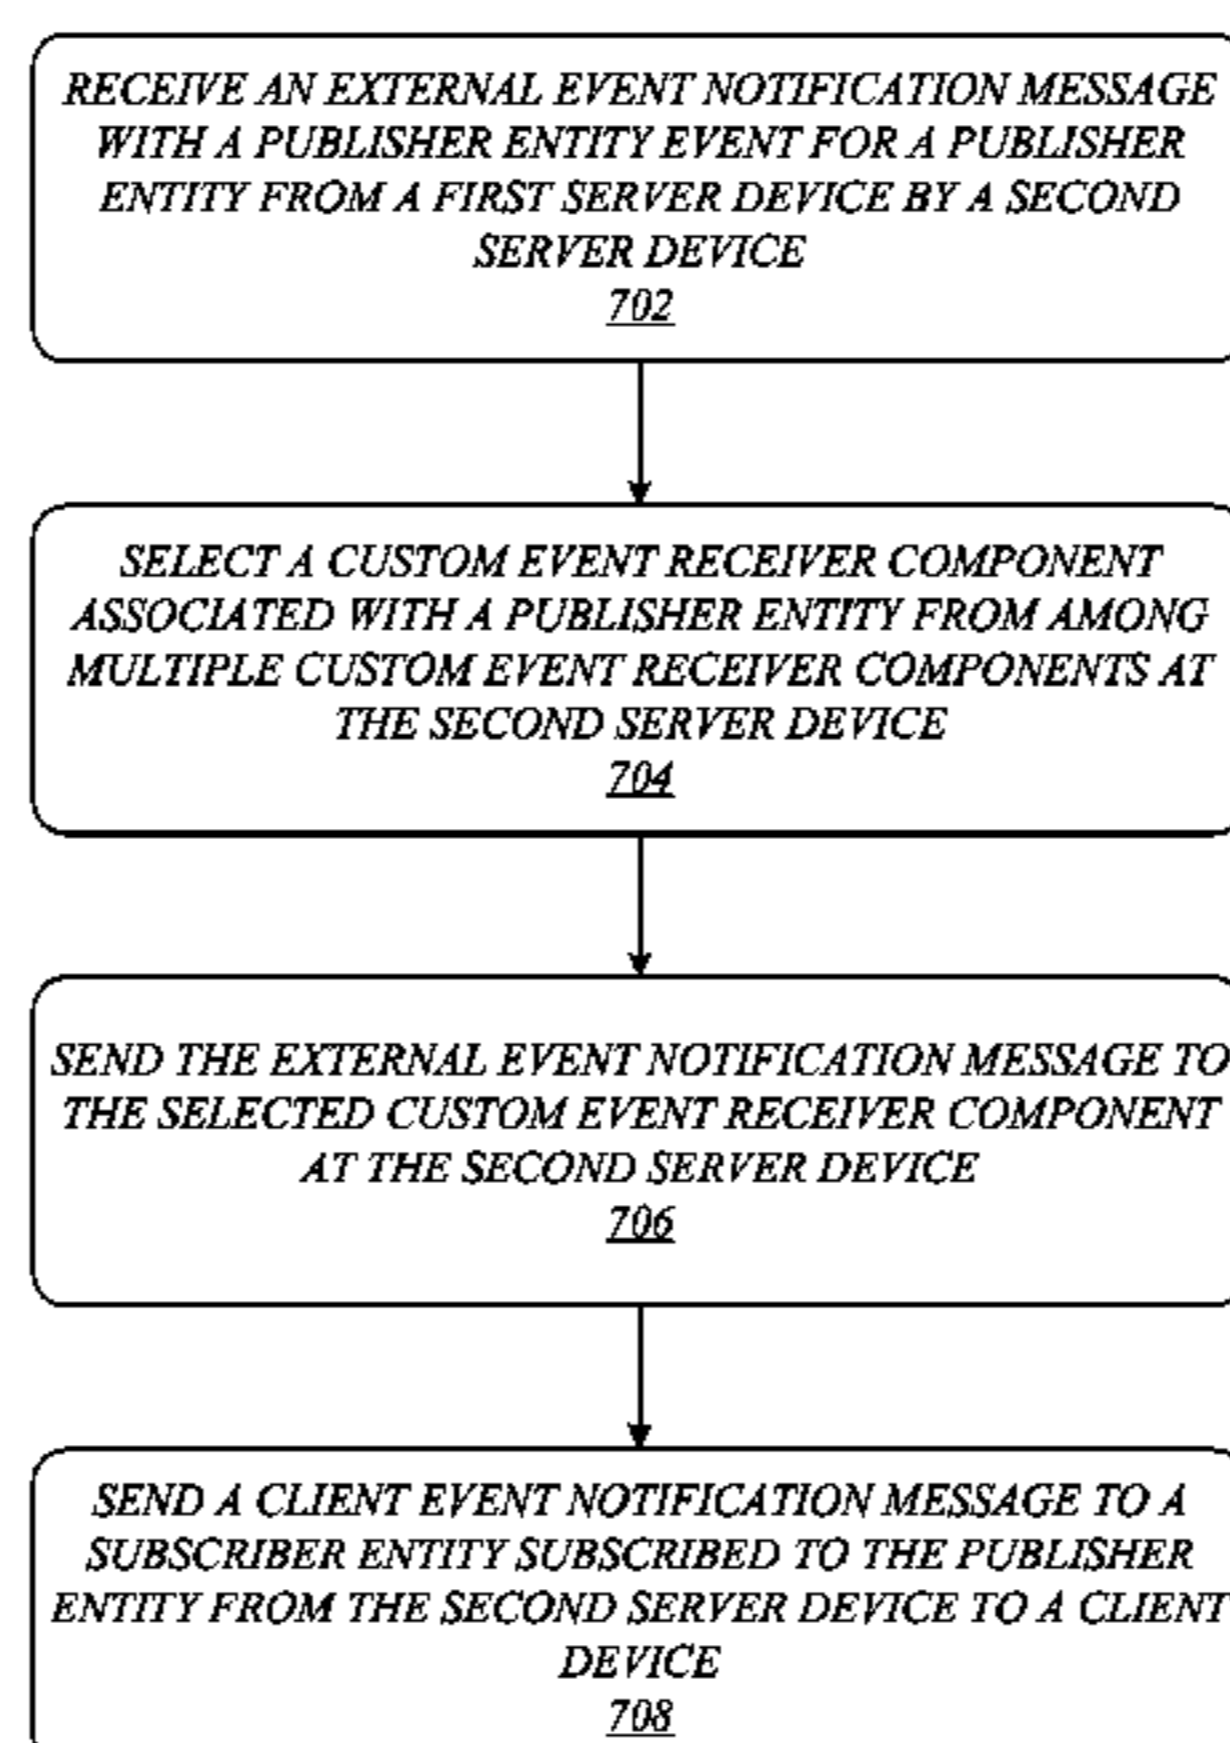 RECEIVE AN EXTERNAL EVENT NOTIFICATION MESSAGE
WITH A PUBLISHER ENTITY EVENT FOR A PUBLISHER
ENTITY FROM A FIRST SERVER DEVICE BY A SECOND
SERVER DEVICE
702
SELECT A CUSTOM EVENT RECEIVER COMPONENT
ASSOCIATED WITH A PUBLISHER ENTITY FROM AMONG
MULTIPLE CUSTOM EVENT RECEIVER COMPONENTS AT
THE SECOND SERVER DEVICE
704
SEND THE EXTERNAL EVENT NOTIFICATION MESSAGE TO
THE SELECTED CUSTOM EVENT RECEIVER COMPONENT
AT THE SECOND SERVER DEVICE
706
SEND A CLIENT EVENT NOTIFICATION MESSAGE TO A
SUBSCRIBER ENTITY SUBSCRIBED TO THE PUBLISHER
ENTITY FROM THE SECOND SERVER DEVICE TO A CLIENT
DEVICE
708